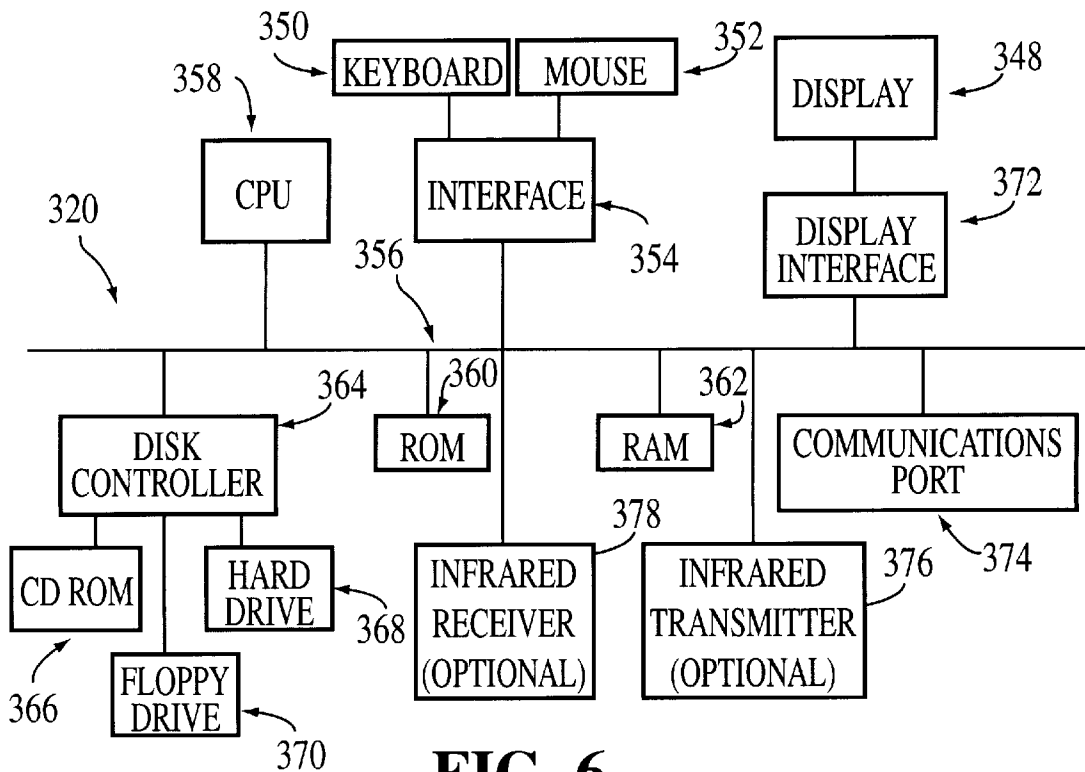 350
KEYBOARD
MOUSE
352
358
DISPLAY
348
CPU
INTERFACE
372
320
356
354
DISPLAY
INTERFACE
364
360
362
DISK
CONTROLLER
ROM
RAM
COMMUNICATIONS
PORT
378
376
374
CD ROM
HARD
DRIVE
368
INFRARED
RECEIVER
(OPTIONAL)
INFRARED
TRANSMITTER
(OPTIONAL)
366
FLOPPY
DRIVE
370
FIG. 6